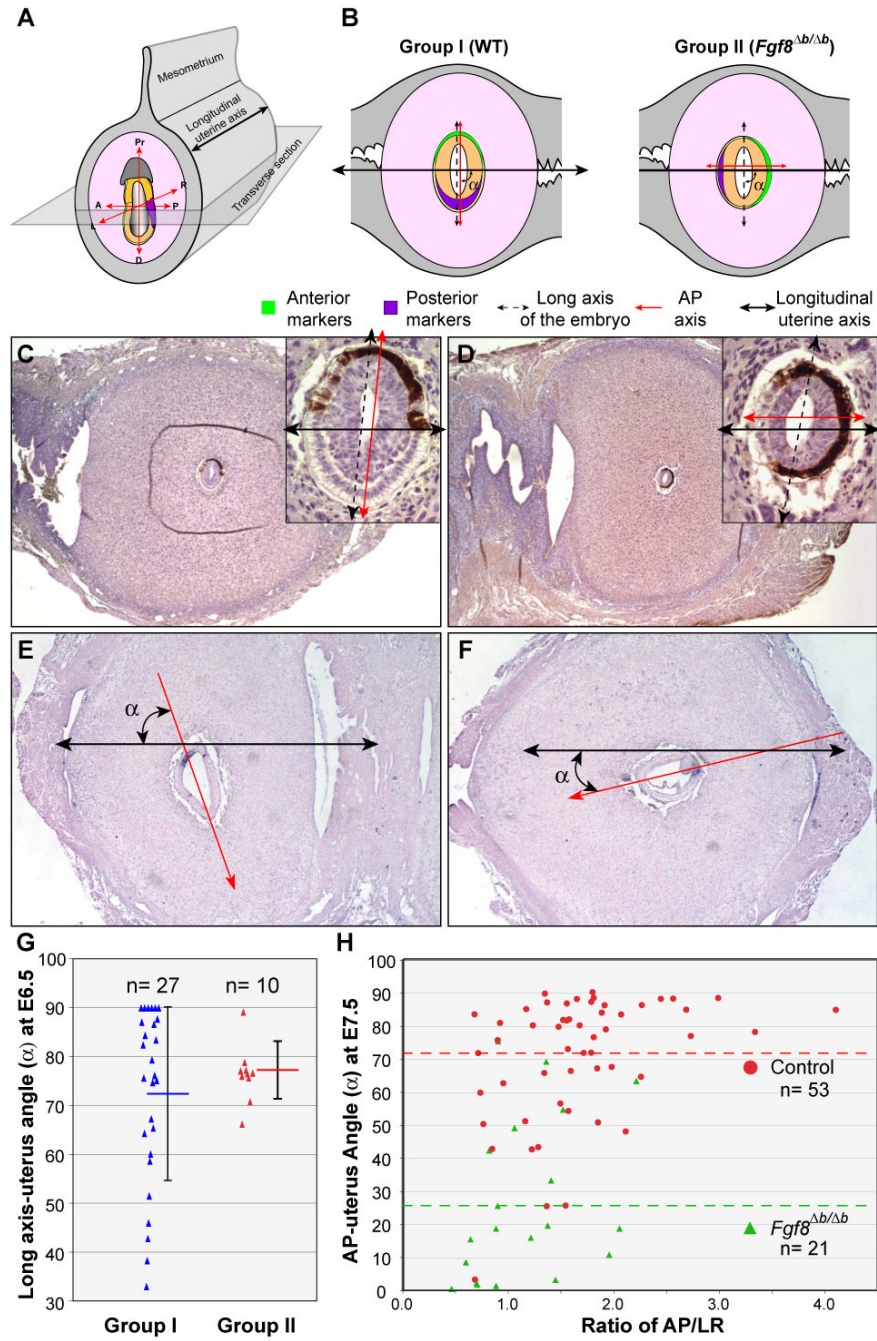 A
Mesometrium
Longitudinal
uterine axis
Transverse section
Pr
R
A
P
L
D
B
Group I (WT)
Group II (Fgf8Δb/Δb)
α
α
Anterior
markers
Posterior
markers
Long axis
of the embryo
AP
axis
Longitudinal
uterine axis
C
D
E
α
F
α
G
Long axis-uterus angle (α) at E6.5
100
90
80
70
60
50
40
30
n= 27
n= 10
Group I
Group II
H
AP-uterus Angle (α) at E7.5
100
90
80
70
60
50
40
30
20
10
0
Control
n= 53
Fgf8Δb/Δb
n= 21
0.0
1.0
2.0
3.0
4.0
Ratio of AP/LR